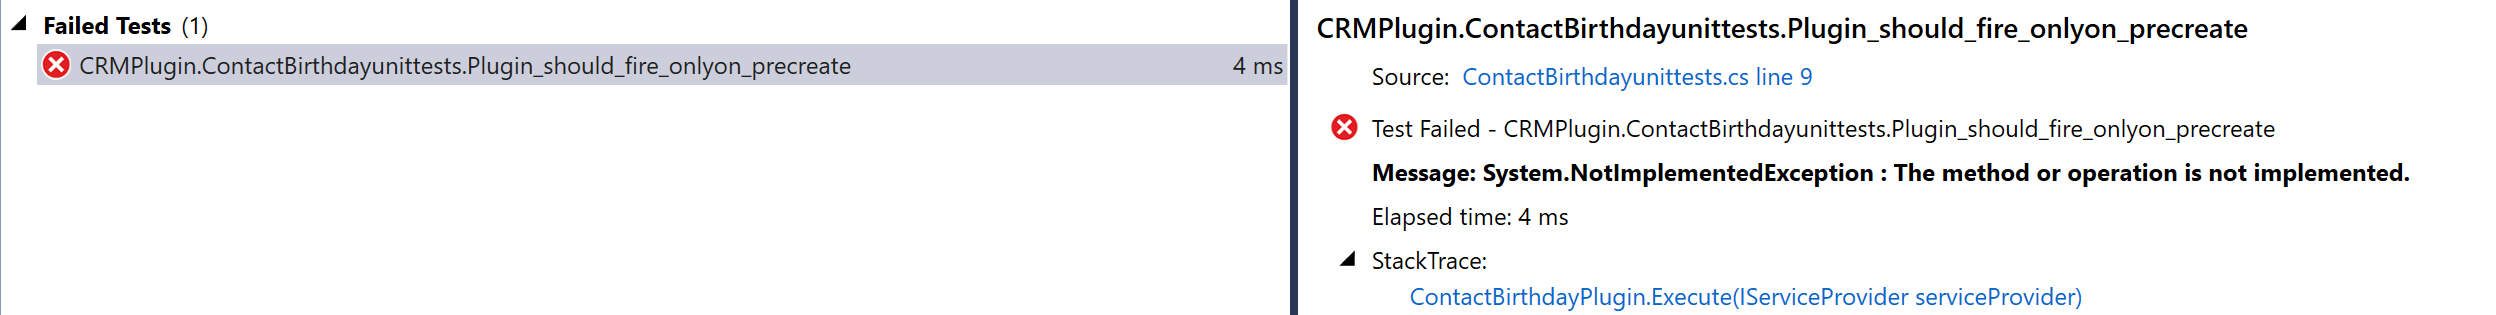 Failed Tests (1)
CRMPlugin.ContactBirthdayunittests.Plugin_should_fire_onlyon_precreate 4 ms
CRMPlugin.ContactBirthdayunittests.Plugin_should_fire_onlyon_precreate
Source: ContactBirthdayunittests.cs line 9
Test Failed - CRMPlugin.ContactBirthdayunittests.Plugin_should_fire_onlyon_precreate
Message: System.NotImplementedException : The method or operation is not implemented.
Elapsed time: 4 ms
StackTrace:
ContactBirthdayPlugin.Execute(IServiceProvider serviceProvider)